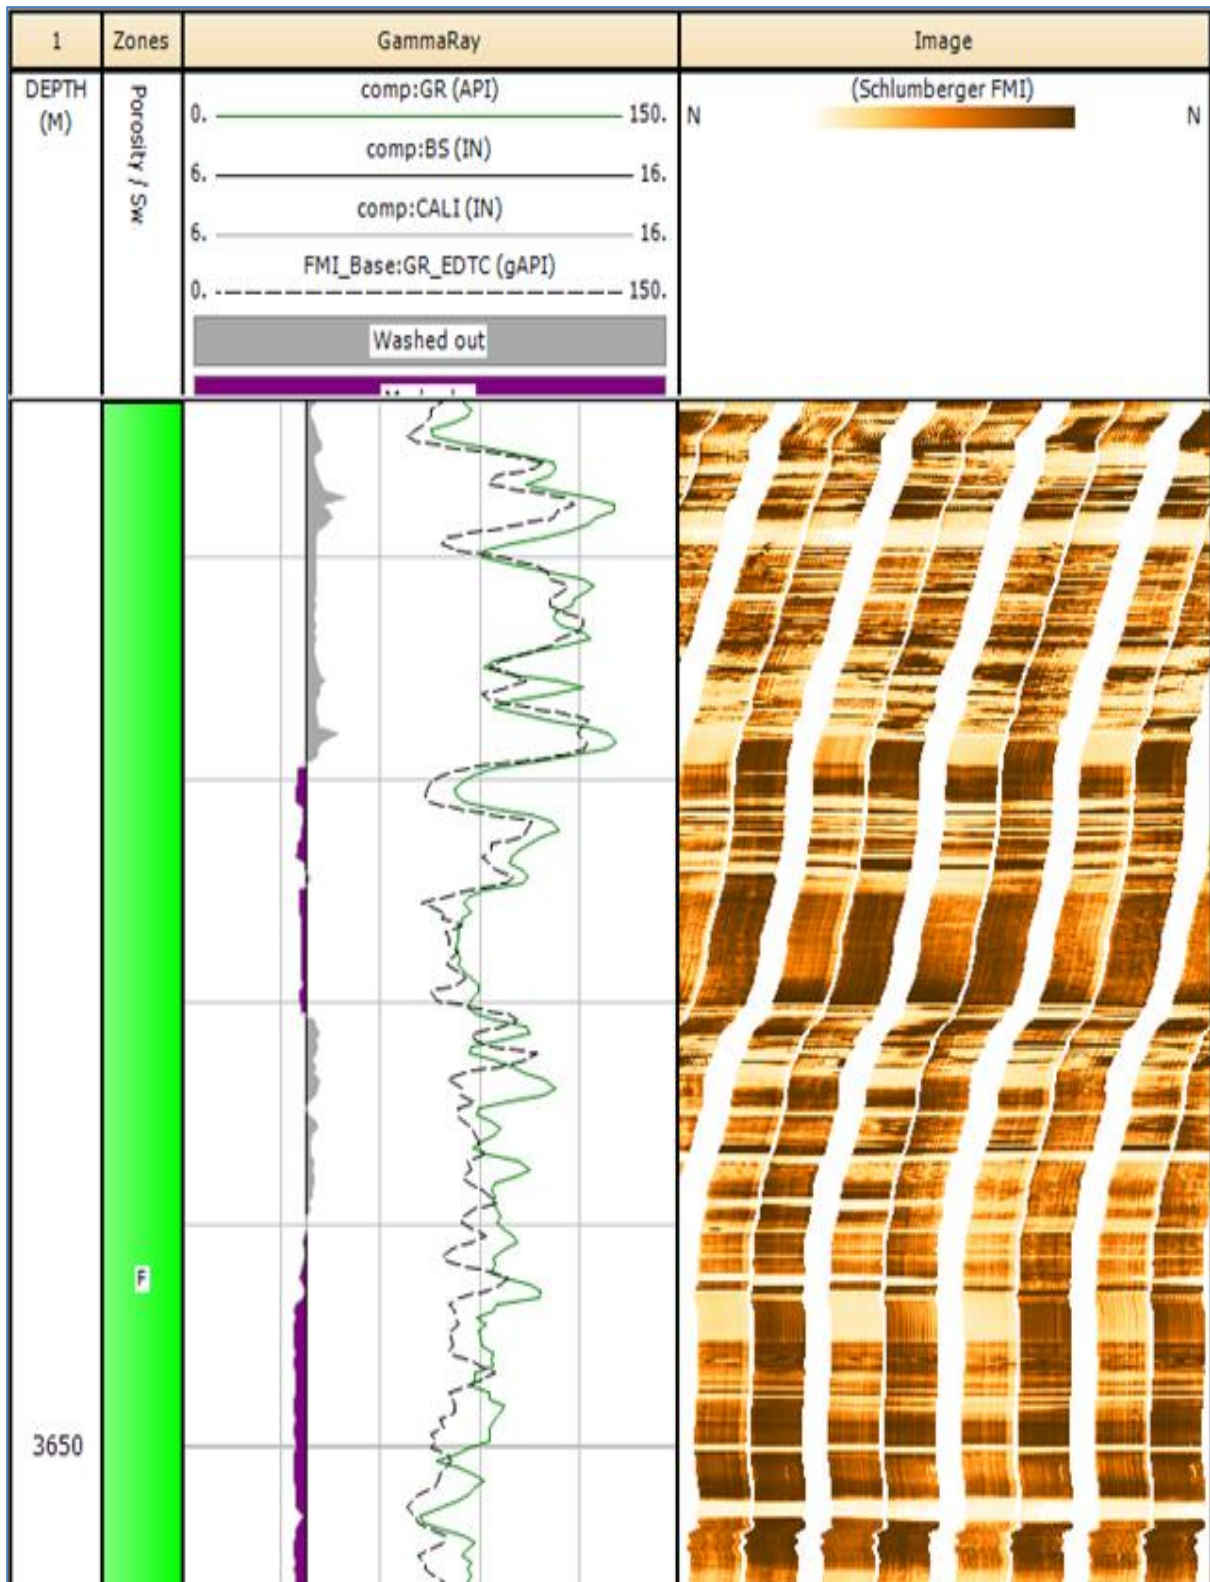 1
Zones
GammaRay
Image
DEPTH
(M)
Porosity / Sw
comp:GR (API)
0. 150.
comp:BS (IN)
6. 16.
comp:CALI (IN)
6. 16.
FMI_Base:GR_EDTC (gAPI)
0. 150.
Washed out
(Schlumberger FMI)
N N
F
3650